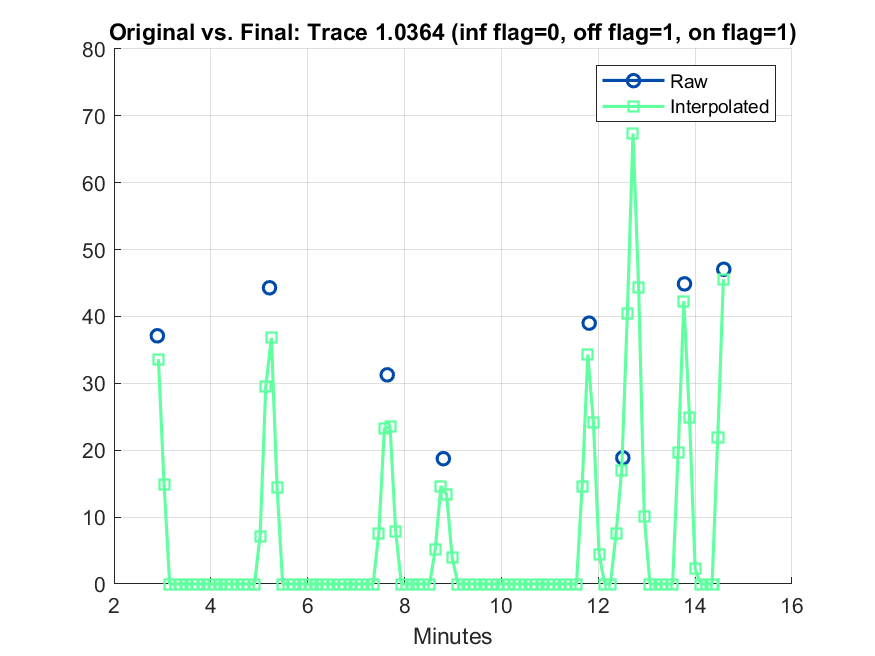 Original vs. Final: Trace 1.0364 (inf flag=0, off flag=1, on flag=1)
80
70
60
50
40
30
20
10
0
Raw
Interpolated
2 4 6 8 10 12 14 16
Minutes